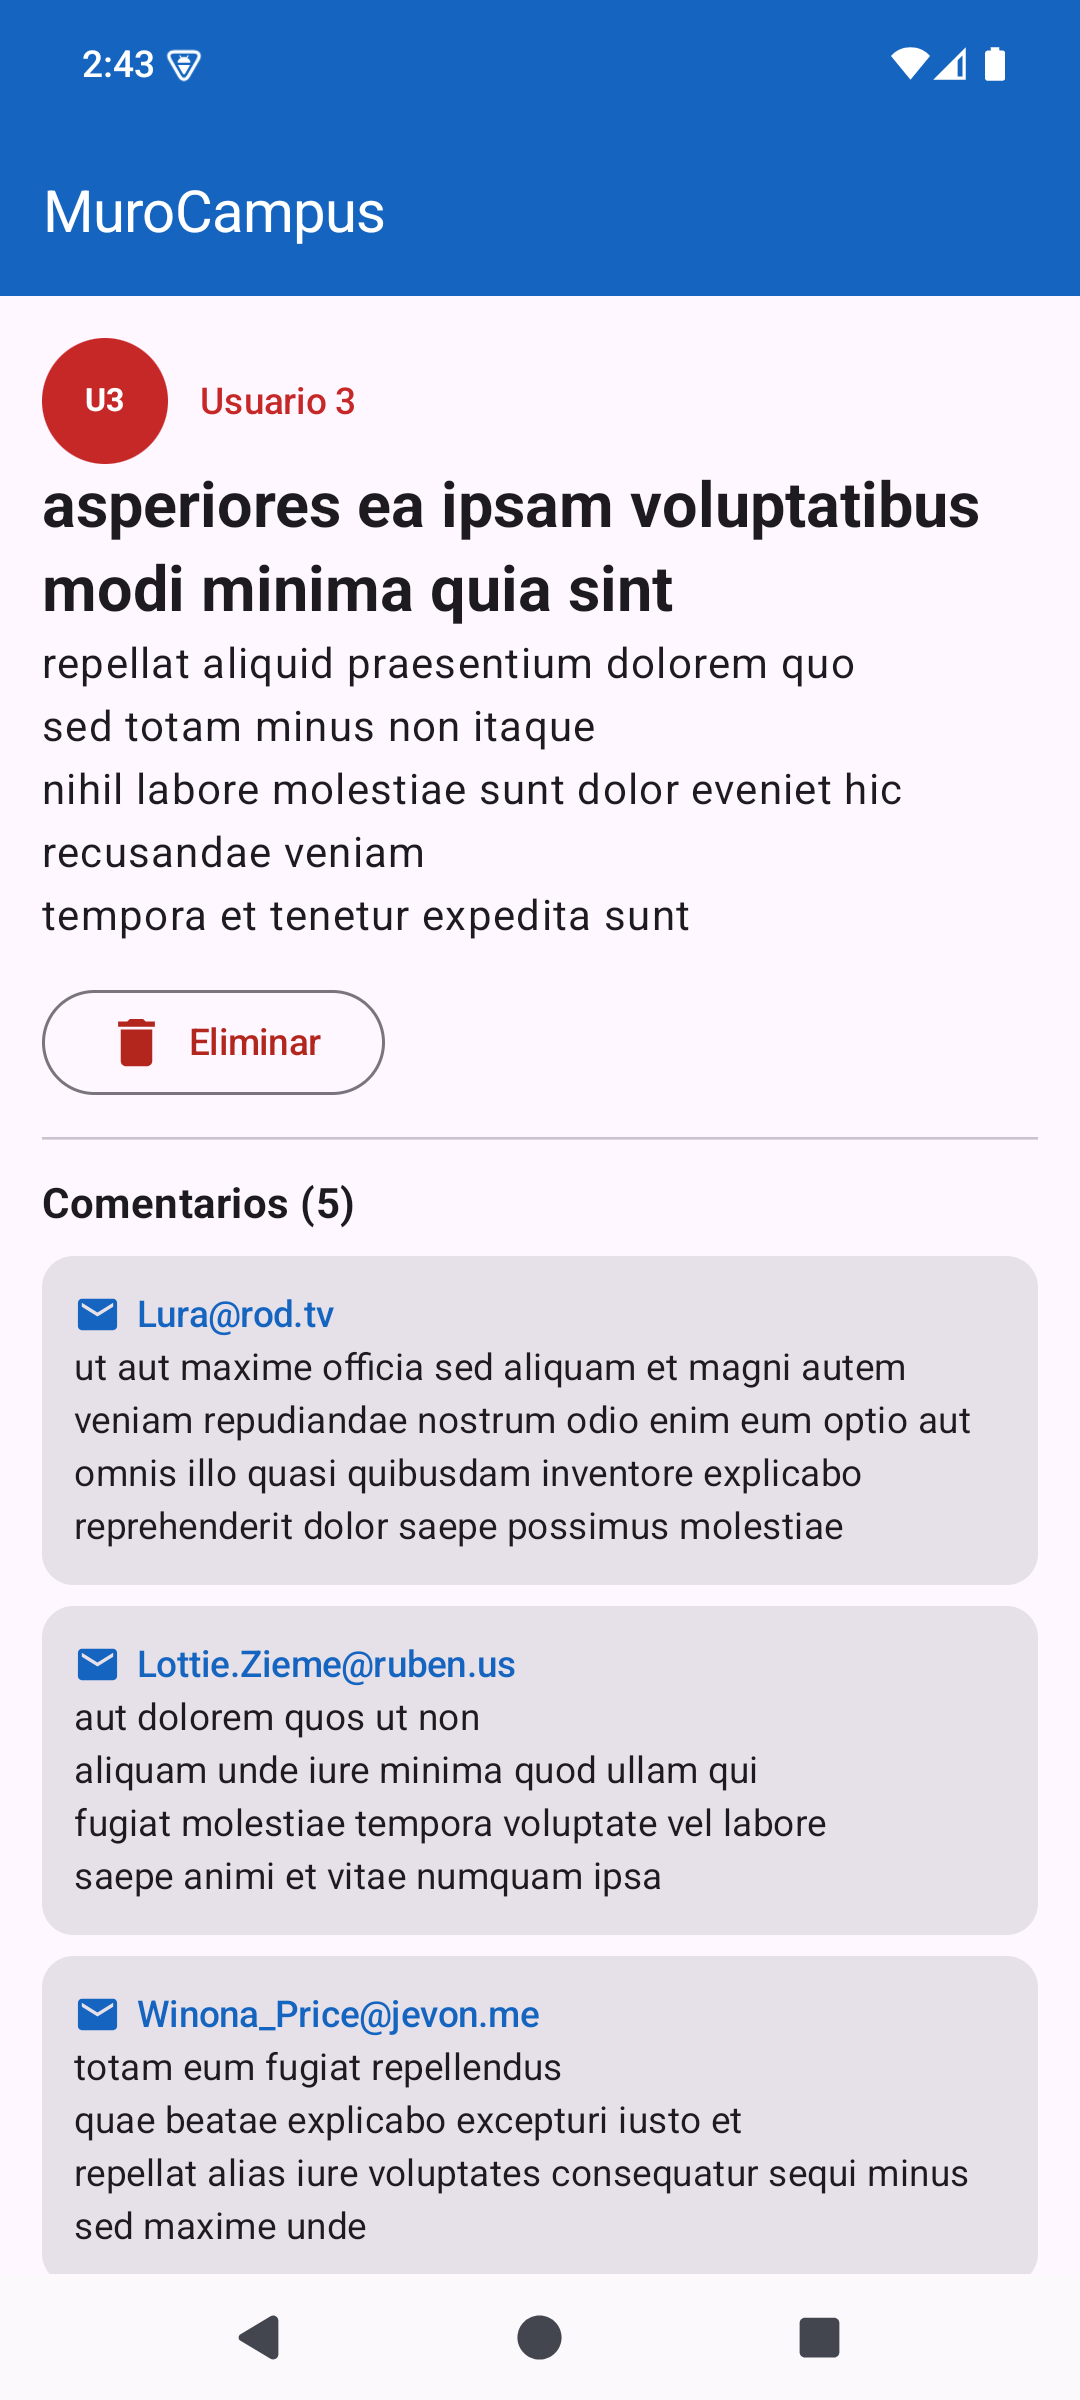 2:43
MuroCampus
U3
Usuario 3
asperiores ea ipsam voluptatibus
modi minima quia sint
repellat aliquid praesentium dolorem quo
sed totam minus non itaque
nihil labore molestiae sunt dolor eveniet hic
recusandae veniam
tempora et tenetur expedita sunt
Eliminar
Comentarios (5)
Lura@rod.tv
ut aut maxime officia sed aliquam et magni autem
veniam repudiandae nostrum odio enim eum optio aut
omnis illo quasi quibusdam inventore explicabo
reprehenderit dolor saepe possimus molestiae
Lottie.Zieme@ruben.us
aut dolorem quos ut non
aliquam unde iure minima quod ullam qui
fugiat molestiae tempora voluptate vel labore
saepe animi et vitae numquam ipsa
Winona_Price@jevon.me
totam eum fugiat repellendus
quae beatae explicabo excepturi iusto et
repellat alias iure voluptates consequatur sequi minus
sed maxime unde